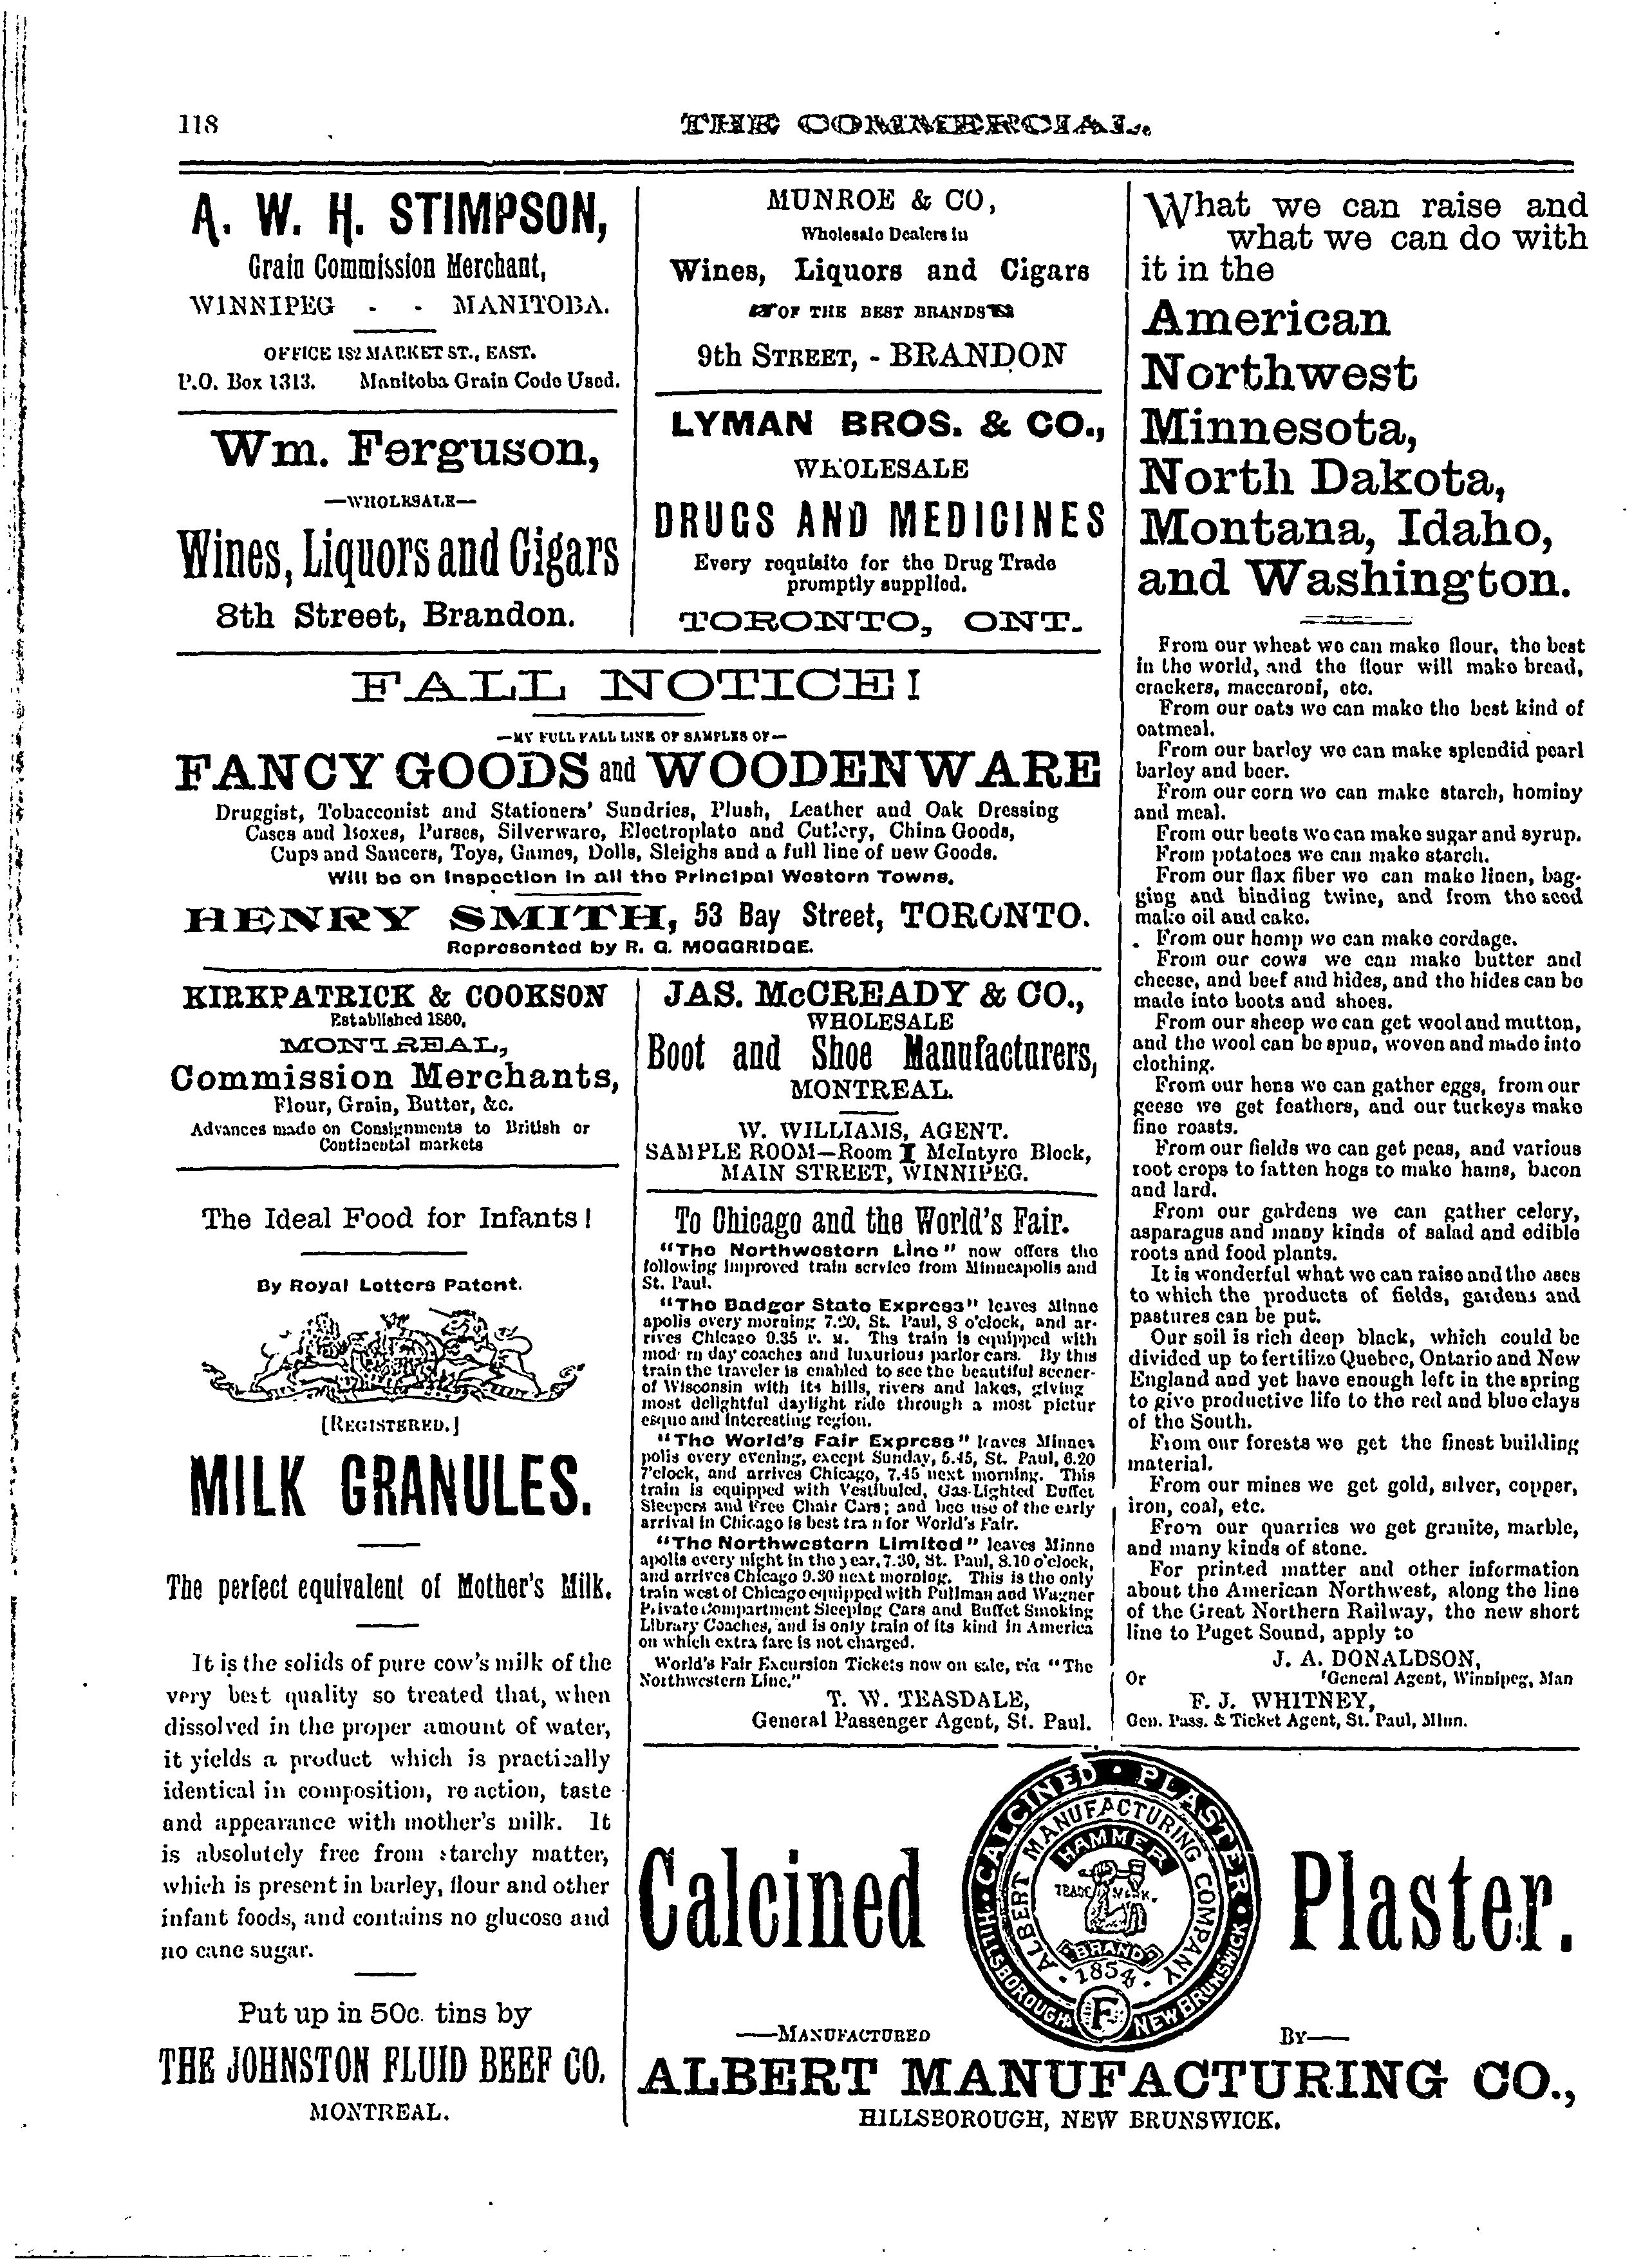 118
THE COMMERCIAL.
A. W. H. STIMPSON,
Grain Commission Merchant,
WINNIPEG - - MANITOBA.
OFFICE 182 MARKET ST., EAST.
P.O. Box 1313. Manitoba Grain Code Used.
Wm. Ferguson,
—WHOLESALE—
Wines, Liquors and Cigars
8th Street, Brandon.
MUNROE & CO,
Wholesale Dealers in
Wines, Liquors and Cigars
OF THE BEST BRANDS
9th STREET, - BRANDON
LYMAN BROS. & CO.,
WHOLESALE
DRUGS AND MEDICINES
Every requisite for the Drug Trade
promptly supplied.
TORONTO, ONT.
FALL NOTICE!
—MY FULL FALL LINE OF SAMPLES OF—
FANCY GOODS and WOODENWARE
Druggist, Tobacconist and Stationers' Sundries, Plush, Leather and Oak Dressing
Cases and Boxes, Purses, Silverware, Electroplate and Cutlery, China Goods,
Cups and Saucers, Toys, Games, Dolls, Sleighs and a full line of new Goods.
Will be on Inspection in all the Principal Western Towns.
HENRY SMITH, 53 Bay Street, TORONTO.
Represented by R. G. MOGGRIDGE.
KIRKPATRICK & COOKSON
Established 1860,
MONTREAL,
Commission Merchants,
Flour, Grain, Butter, &c.
Advances made on Consignments to British or
Continental markets
The Ideal Food for Infants!
By Royal Letters Patent.
[REGISTERED.]
MILK GRANULES.
The perfect equivalent of Mother's Milk.
It is the solids of pure cow's milk of the
very best quality so treated that, when
dissolved in the proper amount of water,
it yields a product which is practically
identical in composition, re action, taste
and appearance with mother's milk. It
is absolutely free from starchy matter,
which is present in barley, flour and other
infant foods, and contains no glucose and
no cane sugar.
Put up in 50c. tins by
THE JOHNSTON FLUID BEEF CO.
MONTREAL.
JAS. McCREADY & CO.,
WHOLESALE
Boot and Shoe Manufacturers,
MONTREAL.
W. WILLIAMS, AGENT.
SAMPLE ROOM—Room I McIntyre Block,
MAIN STREET, WINNIPEG.
To Chicago and the World's Fair.
"The Northwestern Line" now offers the
following improved train service from Minneapolis and
St. Paul.
"The Badger State Express" leaves Minne
apolis every morning 7.20, St. Paul, 8 o'clock, and ar-
rives Chicago 9.35 P. M. Ths train is equipped with
mod rn day coaches and luxurious parlor cars. By this
train the traveler is enabled to see the beautiful scener-
of Wisconsin with its hills, rivers and lakes, giving
most delightful daylight ride through a most pictur
esque and interesting region.
"The World's Fair Express" leaves Minnea
polis every evening, except Sunday, 5.45, St. Paul, 6.20
7'clock, and arrives Chicago, 7.45 next morning. This
train is equipped with Vestibuled, Gas-Lighted Buffet
Sleepers and Free Chair Cars; and bec use of the early
arrival in Chicago is best tra n for World's Fair.
"The Northwestern Limited" leaves Minne
apolis every night in the year, 7.30, St. Paul, 8.10 o'clock,
and arrives Chicago 9.30 next morning. This is the only
train west of Chicago equipped with Pullman and Wagner
Private Compartment Sleeping Cars and Buffet Smoking
Library Coaches, and is only train of its kind in America
on which extra fare is not charged.
World's Fair Excursion Tickets now on sale, via "The
Northwestern Line."
T. W. TEASDALE,
General Passenger Agent, St. Paul.
What we can raise and
what we can do with
it in the
American
Northwest
Minnesota,
North Dakota,
Montana, Idaho,
and Washington.
From our wheat we can make flour, the best
in the world, and the flour will make bread,
crackers, maccaroni, etc.
From our oats we can make the best kind of
oatmeal.
From our barley we can make splendid pearl
barley and beer.
From our corn we can make starch, hominy
and meal.
From our beets we can make sugar and syrup.
From potatoes we can make starch.
From our flax fiber we can make linen, bag-
ging and binding twine, and from the seed
make oil and cake.
From our hemp we can make cordage.
From our cows we can make butter and
cheese, and beef and hides, and the hides can be
made into boots and shoes.
From our sheep we can get wool and mutton,
and the wool can be spun, woven and made into
clothing.
From our hens we can gather eggs, from our
geese we get feathers, and our turkeys make
fine roasts.
From our fields we can get peas, and various
root crops to fatten hogs to make hams, bacon
and lard.
From our gardens we can gather celery,
asparagus and many kinds of salad and edible
roots and food plants.
It is wonderful what we can raise and the uses
to which the products of fields, gardens and
pastures can be put.
Our soil is rich deep black, which could be
divided up to fertilize Quebec, Ontario and New
England and yet have enough left in the spring
to give productive life to the red and blue clays
of the South.
From our forests we get the finest building
material.
From our mines we get gold, silver, copper,
iron, coal, etc.
From our quarries we get granite, marble,
and many kinds of stone.
For printed matter and other information
about the American Northwest, along the line
of the Great Northern Railway, the new short
line to Puget Sound, apply to
J. A. DONALDSON,
Or General Agent, Winnipeg, Man
F. J. WHITNEY,
Gen. Pass. & Ticket Agent, St. Paul, Minn.
Calcined Plaster.
CALCINED · PLASTER
HILLSBOROUGH NEW BRUNSWICK
ALBERT MANUFACTURING COMPANY
HAMMER
TRADE MARK.
BRAND
· 1854 ·
F
—MANUFACTURED BY—
ALBERT MANUFACTURING CO.,
HILLSBOROUGH, NEW BRUNSWICK.